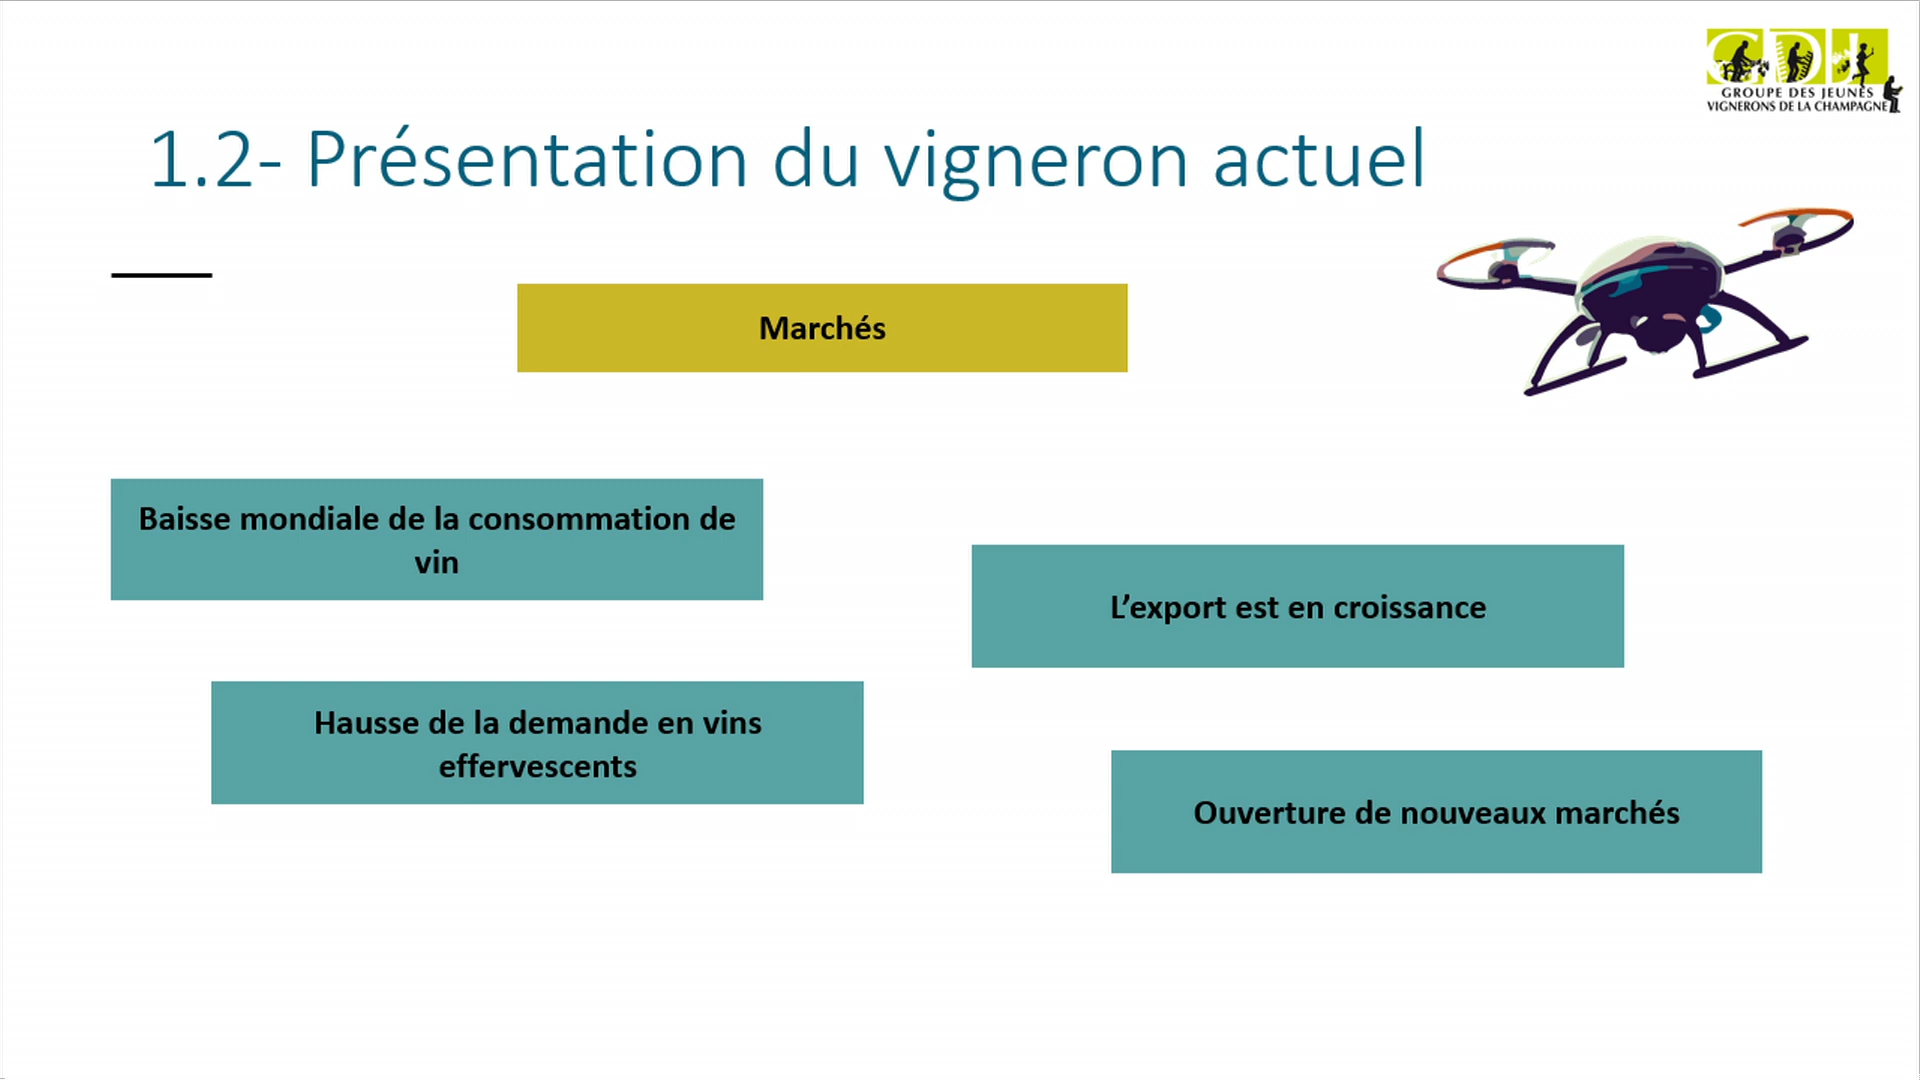 GDJ
GROUPE DES JEUNES
VIGNERONS DE LA CHAMPAGNE
1.2- Présentation du vigneron actuel
Marchés
Baisse mondiale de la consommation de
vin
L’export est en croissance
Hausse de la demande en vins
effervescents
Ouverture de nouveaux marchés